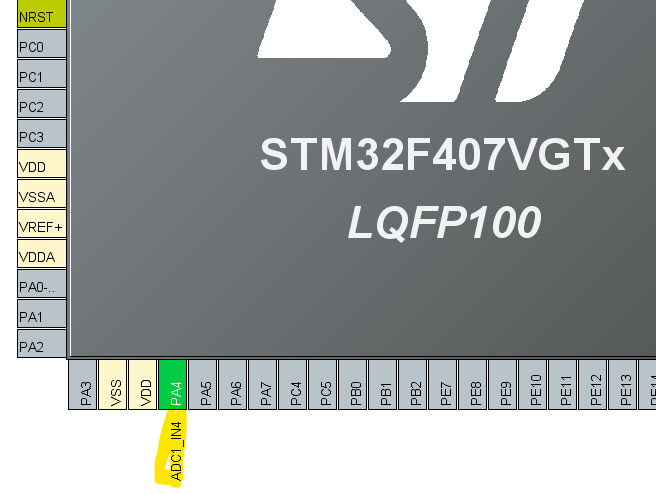 NRST
PC0
PC1
PC2
PC3
VDD
VSSA
VREF+
VDDA
PA0-..
PA1
PA2
STM32F407VGTx
LQFP100
PA3
VSS
VDD
PA4
PA5
PA6
PA7
PC4
PC5
PB0
PB1
PB2
PE7
PE8
PE9
PE10
PE11
PE12
PE13
ADC1_IN4